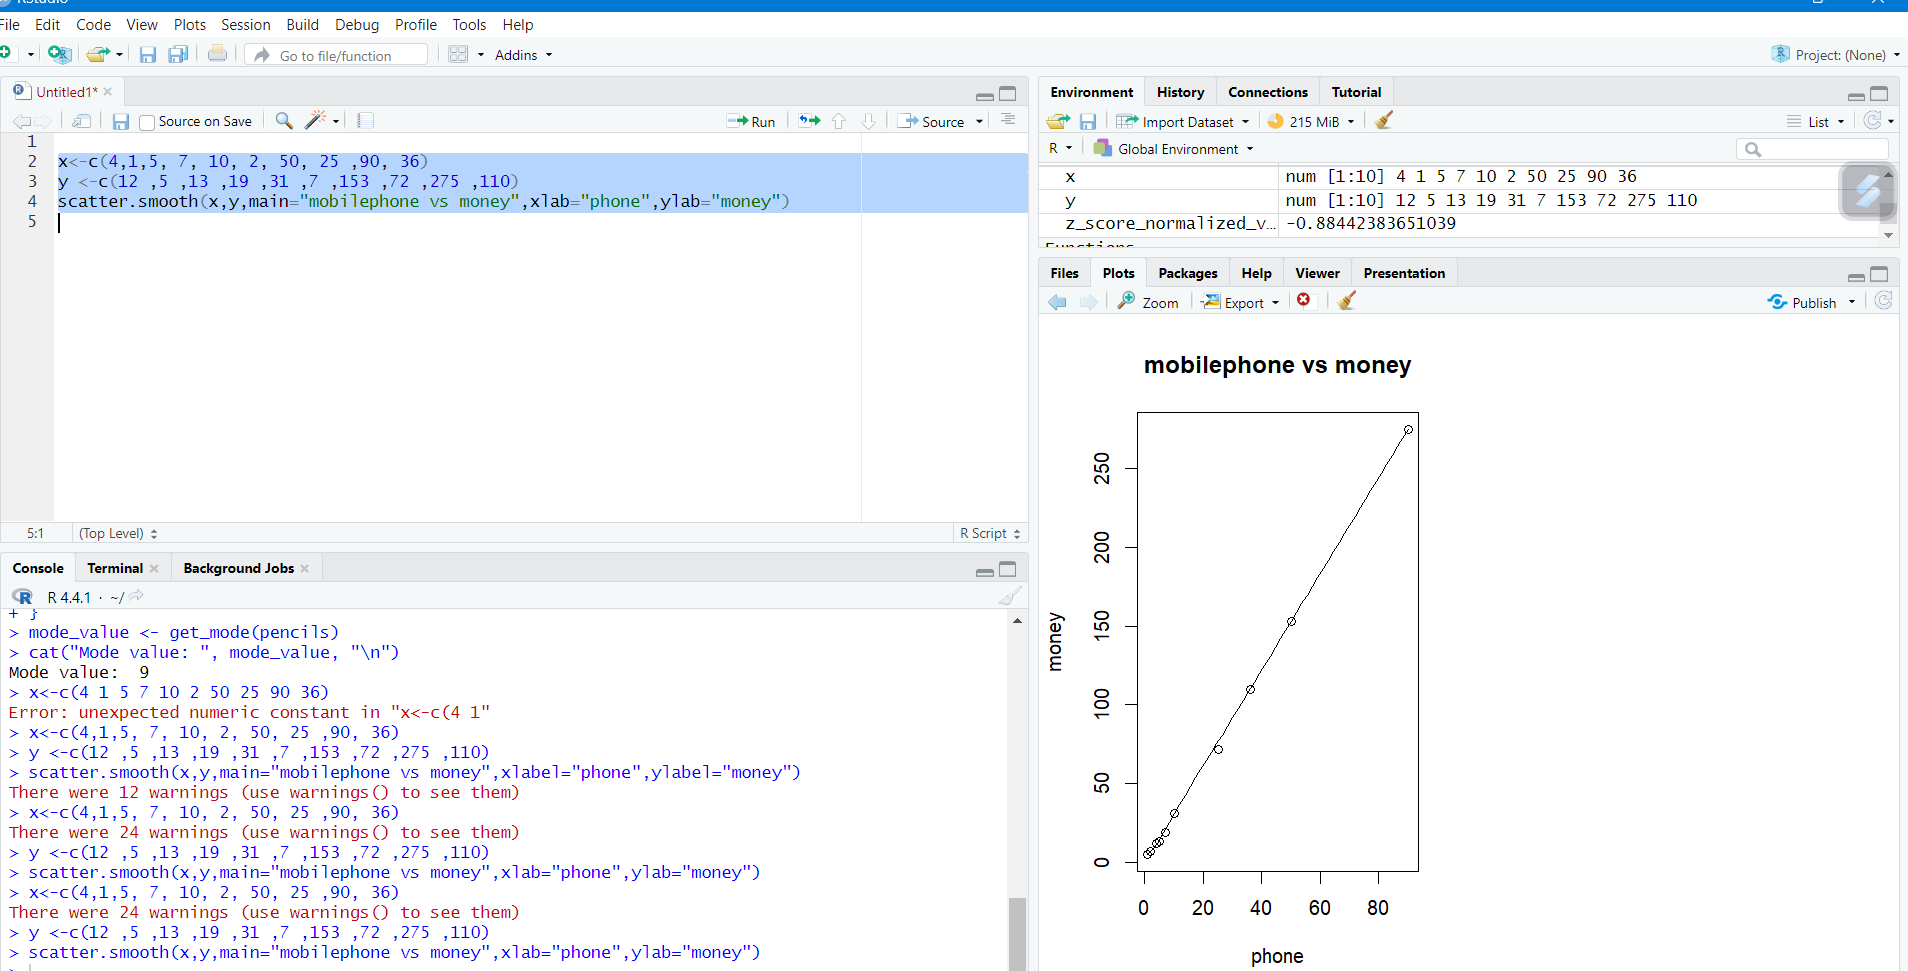 RStudio
File Edit Code View Plots Session Build Debug Profile Tools Help
Go to file/function Addins Project: (None)
Untitled1*
Source on Save Run Source
1
2 x<-c(4,1,5, 7, 10, 2, 50, 25 ,90, 36)
3 y <-c(12 ,5 ,13 ,19 ,31 ,7 ,153 ,72 ,275 ,110)
4 scatter.smooth(x,y,main="mobilephone vs money",xlab="phone",ylab="money")
5
5:1 (Top Level) R Script
Console Terminal Background Jobs
R 4.4.1 · ~/
+ }
> mode_value <- get_mode(pencils)
> cat("Mode value: ", mode_value, "\n")
Mode value:  9
> x<-c(4 1 5 7 10 2 50 25 90 36)
Error: unexpected numeric constant in "x<-c(4 1"
> x<-c(4,1,5, 7, 10, 2, 50, 25 ,90, 36)
> y <-c(12 ,5 ,13 ,19 ,31 ,7 ,153 ,72 ,275 ,110)
> scatter.smooth(x,y,main="mobilephone vs money",xlabel="phone",ylabel="money")
There were 12 warnings (use warnings() to see them)
> x<-c(4,1,5, 7, 10, 2, 50, 25 ,90, 36)
There were 24 warnings (use warnings() to see them)
> y <-c(12 ,5 ,13 ,19 ,31 ,7 ,153 ,72 ,275 ,110)
> scatter.smooth(x,y,main="mobilephone vs money",xlab="phone",ylab="money")
> x<-c(4,1,5, 7, 10, 2, 50, 25 ,90, 36)
There were 24 warnings (use warnings() to see them)
> y <-c(12 ,5 ,13 ,19 ,31 ,7 ,153 ,72 ,275 ,110)
> scatter.smooth(x,y,main="mobilephone vs money",xlab="phone",ylab="money")
>
Environment History Connections Tutorial
Import Dataset 215 MiB List
R Global Environment
x num [1:10] 4 1 5 7 10 2 50 25 90 36
y num [1:10] 12 5 13 19 31 7 153 72 275 110
z_score_normalized_v... -0.88442383651039
Functions
Files Plots Packages Help Viewer Presentation
Zoom Export Publish
mobilephone vs money
250
200
150
100
50
0
money
0 20 40 60 80
phone